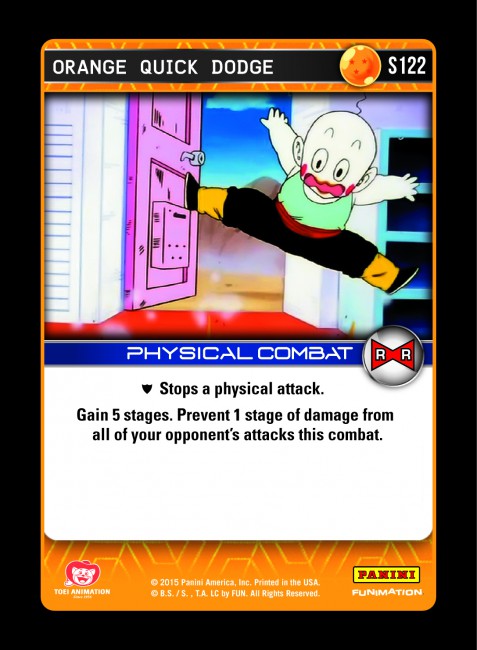 ORANGE QUICK DODGE
S122
PHYSICAL COMBAT
R R
Stops a physical attack.
Gain 5 stages. Prevent 1 stage of damage from
all of your opponent's attacks this combat.
TOEI ANIMATION
© 2015 Panini America, Inc. Printed in the USA.
© B.S. / S. , T.A. LC by FUN. All Rights Reserved.
PANINI
FUNIMATION